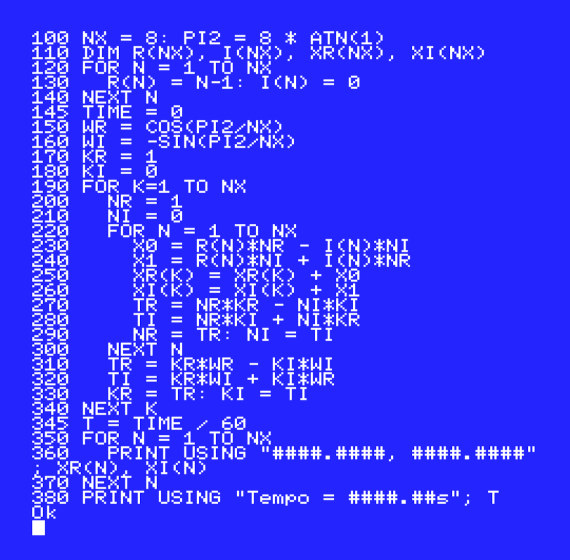 100 NX = 8: PI2 = 8 * ATN(1)
110 DIM R(NX), I(NX), XR(NX), XI(NX)
120 FOR N = 1 TO NX
130    R(N) = N-1: I(N) = 0
140 NEXT N
145 TIME = 0
150 WR = COS(PI2/NX)
160 WI = -SIN(PI2/NX)
170 KR = 1
180 KI = 0
190 FOR K=1 TO NX
200    NR = 1
210    NI = 0
220    FOR N = 1 TO NX
230      X0 = R(N)*NR - I(N)*NI
240      X1 = R(N)*NI + I(N)*NR
250      XR(K) = XR(K) + X0
260      XI(K) = XI(K) + X1
270      TR = NR*KR - NI*KI
280      TI = NR*KI + NI*KR
290      NR = TR: NI = TI
300    NEXT N
310    TR = KR*WR - KI*WI
320    TI = KR*WI + KI*WR
330    KR = TR: KI = TI
340 NEXT K
345 T = TIME / 60
350 FOR N = 1 TO NX
360    PRINT USING "####.####, ####.####"
; XR(N), XI(N)
370 NEXT N
380 PRINT USING "Tempo = ####.##s"; T
Ok